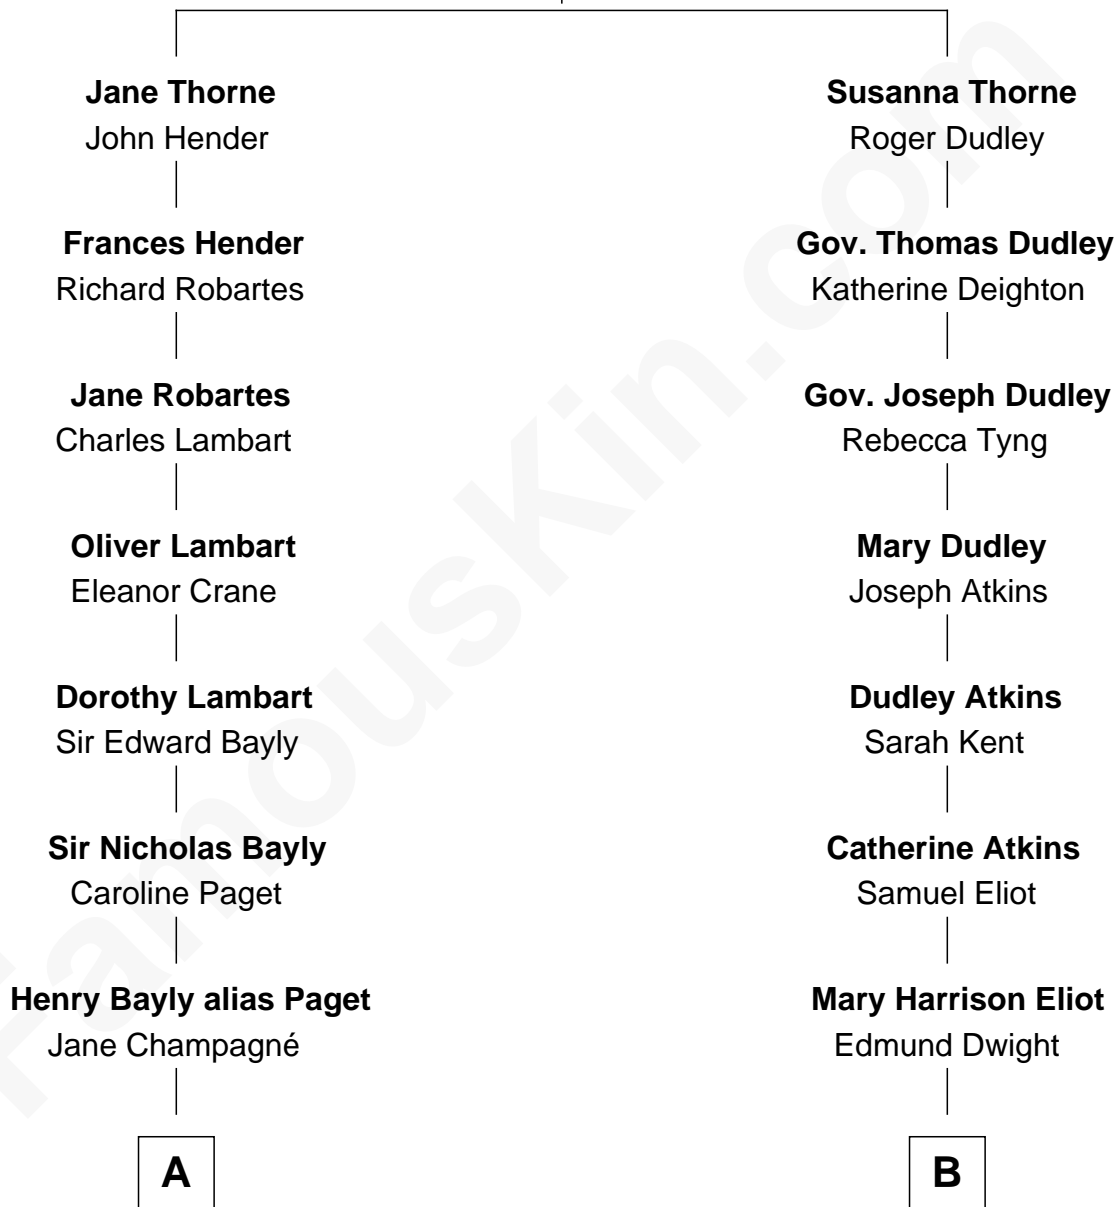 Jane Thorne
John Hender
Frances Hender
Richard Robartes
Jane Robartes
Charles Lambart
Oliver Lambart
Eleanor Crane
Dorothy Lambart
Sir Edward Bayly
Sir Nicholas Bayly
Caroline Paget
Henry Bayly alias Paget
Jane Champagné
A
Susanna Thorne
Roger Dudley
Gov. Thomas Dudley
Katherine Deighton
Gov. Joseph Dudley
Rebecca Tyng
Mary Dudley
Joseph Atkins
Dudley Atkins
Sarah Kent
Catherine Atkins
Samuel Eliot
Mary Harrison Eliot
Edmund Dwight
B
FamousKin.com